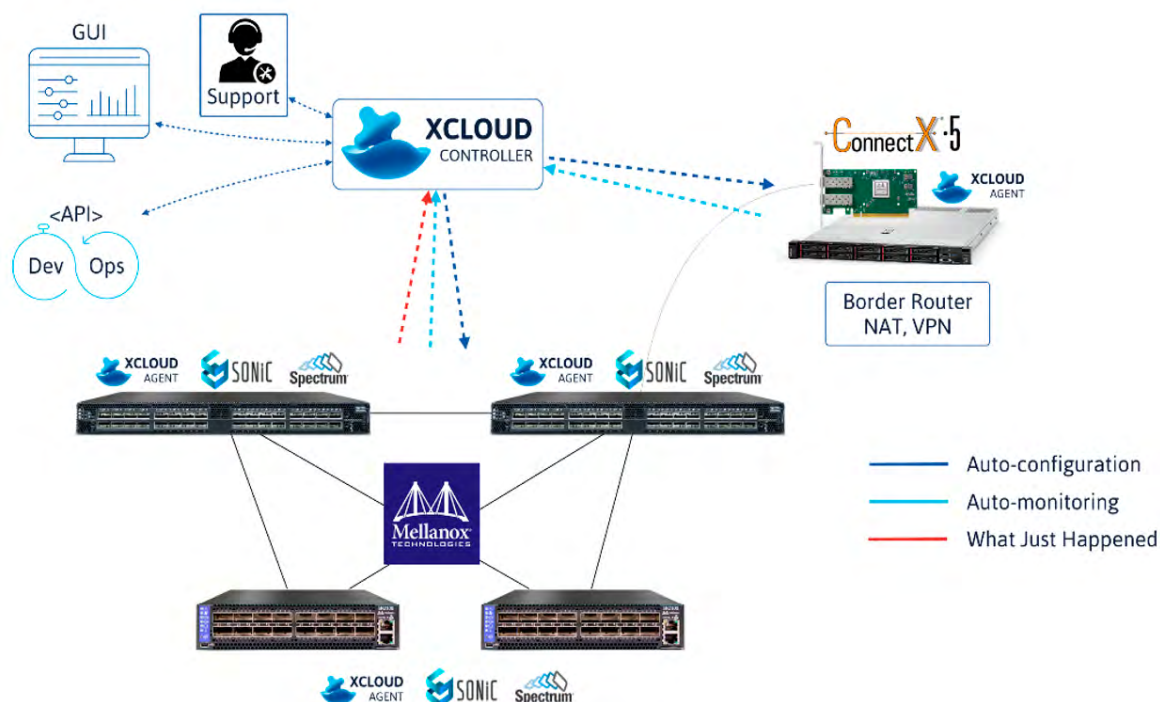 GUI
Support
XCLOUD
CONTROLLER
<API>
Dev
Ops
ConnectX·5
XCLOUD
AGENT
Border Router
NAT, VPN
XCLOUD
AGENT
SONiC
Spectrum
XCLOUD
AGENT
SONiC
Spectrum
Mellanox
TECHNOLOGIES
Auto-configuration
Auto-monitoring
What Just Happened
XCLOUD
AGENT
SONiC
Spectrum